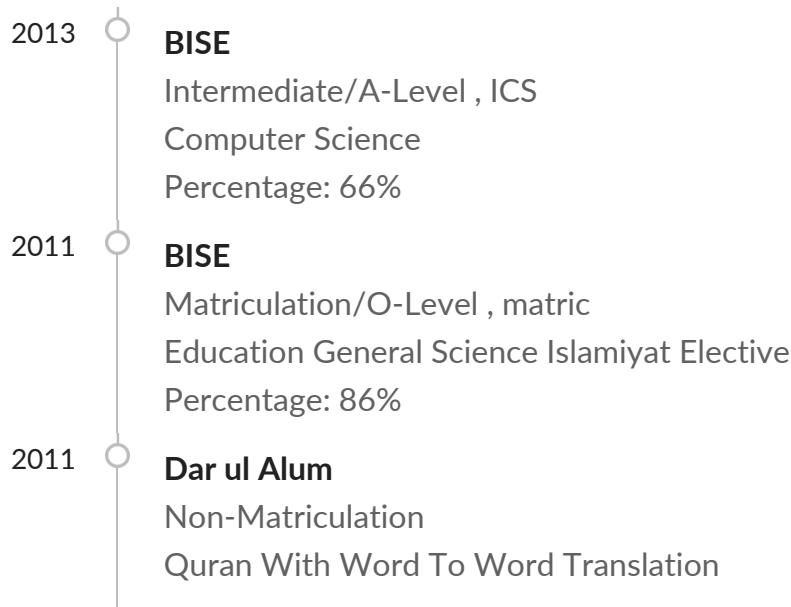 2013
BISE
Intermediate/A-Level , ICS
Computer Science
Percentage: 66%
2011
BISE
Matriculation/O-Level , matric
Education General Science Islamiyat Elective
Percentage: 86%
2011
Dar ul Alum
Non-Matriculation
Quran With Word To Word Translation